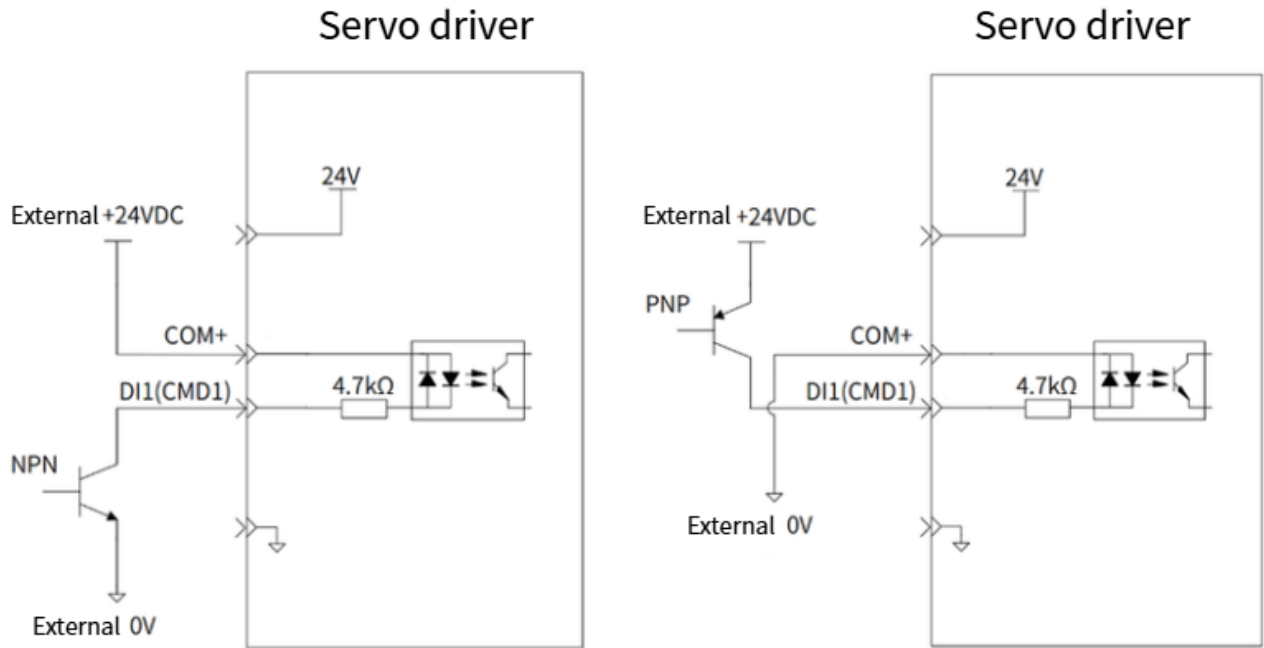 Servo driver
24V
External +24VDC
COM+
4.7kΩ
DI1(CMD1)
NPN
External 0V
Servo driver
24V
External +24VDC
PNP
COM+
4.7kΩ
DI1(CMD1)
External 0V